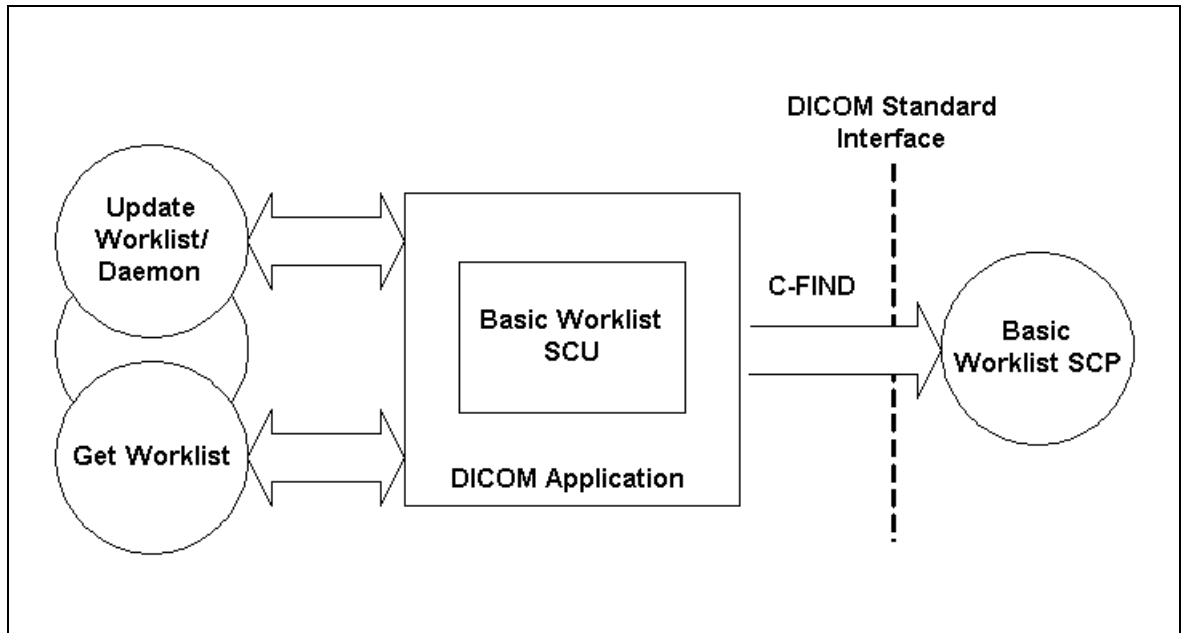 DICOM Standard
Interface
Update
Worklist/
Daemon
C-FIND
Basic Worklist
SCU
Basic
Worklist SCP
Get Worklist
DICOM Application